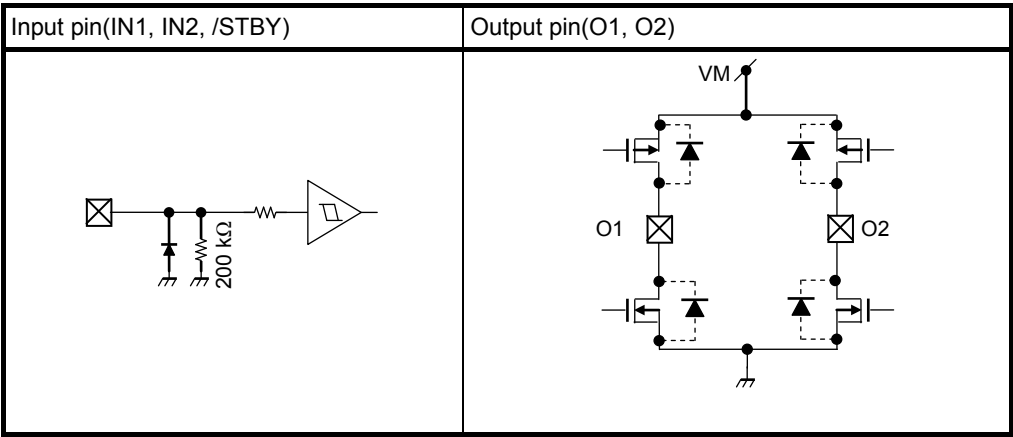 Input pin(IN1, IN2, /STBY)
Output pin(O1, O2)
200 kΩ
VM
O1
O2